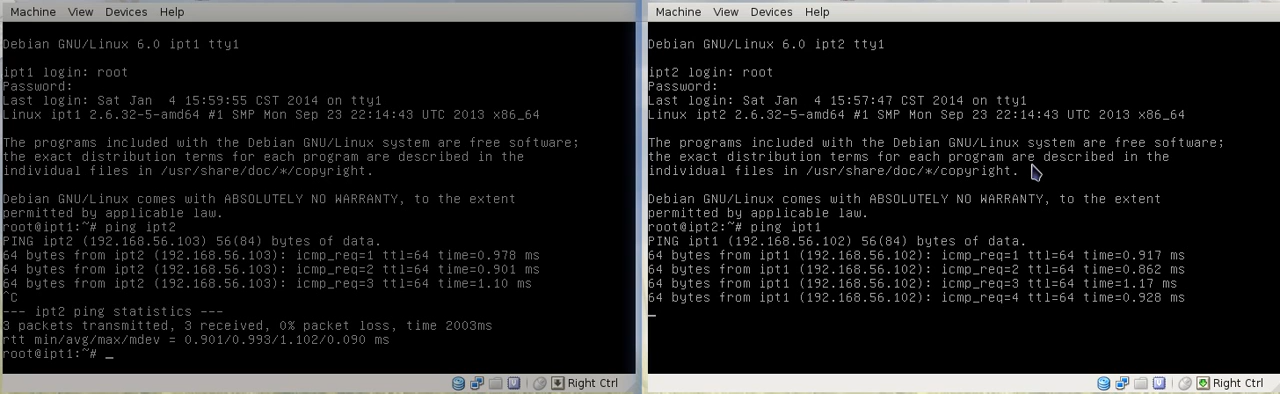 Machine View Devices Help
Debian GNU/Linux 6.0 ipt1 tty1
ipt1 login: root
Password:
Last login: Sat Jan  4 15:59:55 CST 2014 on tty1
Linux ipt1 2.6.32-5-amd64 #1 SMP Mon Sep 23 22:14:43 UTC 2013 x86_64
The programs included with the Debian GNU/Linux system are free software;
the exact distribution terms for each program are described in the
individual files in /usr/share/doc/*/copyright.
Debian GNU/Linux comes with ABSOLUTELY NO WARRANTY, to the extent
permitted by applicable law.
root@ipt1:~# ping ipt2
PING ipt2 (192.168.56.103) 56(84) bytes of data.
64 bytes from ipt2 (192.168.56.103): icmp_req=1 ttl=64 time=0.978 ms
64 bytes from ipt2 (192.168.56.103): icmp_req=2 ttl=64 time=0.901 ms
64 bytes from ipt2 (192.168.56.103): icmp_req=3 ttl=64 time=1.10 ms
^C
--- ipt2 ping statistics ---
3 packets transmitted, 3 received, 0% packet loss, time 2003ms
rtt min/avg/max/mdev = 0.901/0.993/1.102/0.090 ms
root@ipt1:~# _
Right Ctrl
Machine View Devices Help
Debian GNU/Linux 6.0 ipt2 tty1
ipt2 login: root
Password:
Last login: Sat Jan  4 15:57:47 CST 2014 on tty1
Linux ipt2 2.6.32-5-amd64 #1 SMP Mon Sep 23 22:14:43 UTC 2013 x86_64
The programs included with the Debian GNU/Linux system are free software;
the exact distribution terms for each program are described in the
individual files in /usr/share/doc/*/copyright.
Debian GNU/Linux comes with ABSOLUTELY NO WARRANTY, to the extent
permitted by applicable law.
root@ipt2:~# ping ipt1
PING ipt1 (192.168.56.102) 56(84) bytes of data.
64 bytes from ipt1 (192.168.56.102): icmp_req=1 ttl=64 time=0.917 ms
64 bytes from ipt1 (192.168.56.102): icmp_req=2 ttl=64 time=0.862 ms
64 bytes from ipt1 (192.168.56.102): icmp_req=3 ttl=64 time=1.17 ms
64 bytes from ipt1 (192.168.56.102): icmp_req=4 ttl=64 time=0.928 ms
_
Right Ctrl